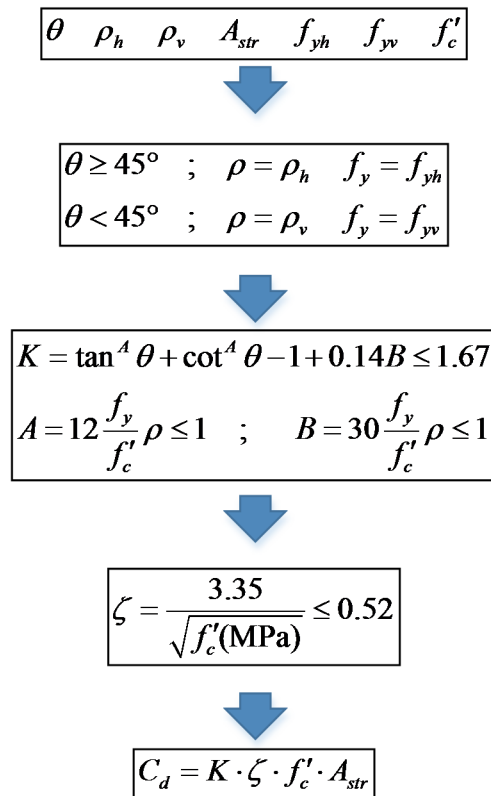 θ ρ_h ρ_v A_str f_yh f_yv f'_c
θ ≥ 45° ; ρ = ρ_h f_y = f_yh
θ < 45° ; ρ = ρ_v f_y = f_yv
K = tan^A θ + cot^A θ − 1 + 0.14B ≤ 1.67
A = 12 f_y/f'_c ρ ≤ 1 ; B = 30 f_y/f'_c ρ ≤ 1
ζ = 3.35/√f'_c(MPa) ≤ 0.52
C_d = K · ζ · f'_c · A_str